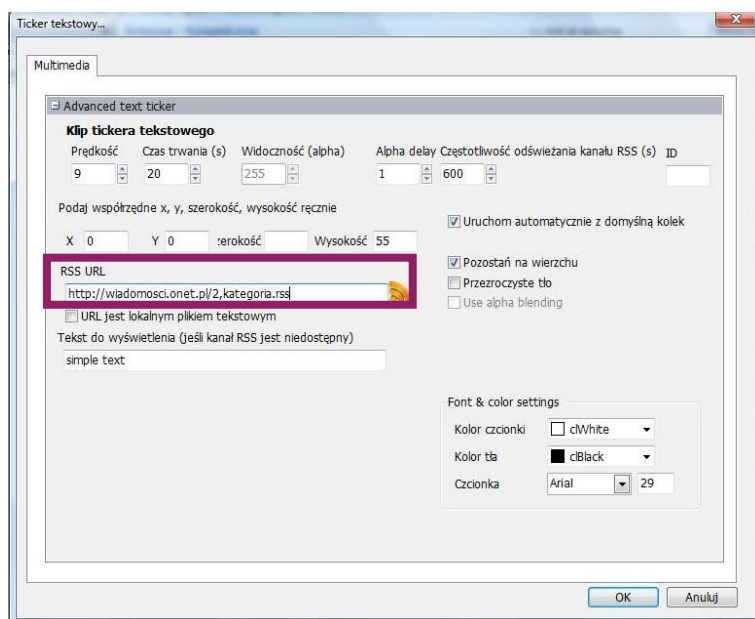 Ticker tekstowy...
Multimedia
Advanced text ticker
Klip tickera tekstowego
Prędkość Czas trwania (s) Widoczność (alpha) Alpha delay Częstotliwość odświeżania kanału RSS (s) ID
9 20 255 1 600
Podaj współrzędne x, y, szerokość, wysokość ręcznie
Uruchom automatycznie z domyślną kolek
X 0 Y 0 zerokość Wysokość 55
Pozostań na wierzchu
RSS URL
Przezroczyste tło
http://wiadomosci.onet.pl/2,kategoria.rss
Use alpha blending
URL jest lokalnym plikiem tekstowym
Tekst do wyświetlenia (jeśli kanał RSS jest niedostępny)
simple text
Font & color settings
Kolor czcionki clWhite
Kolor tła clBlack
Czcionka Arial 29
OK Anuluj